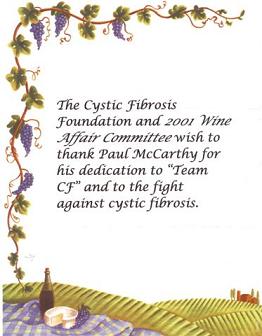 The Cystic Fibrosis
Foundation and 2001 Wine
Affair Committee wish to
thank Paul McCarthy for
his dedication to "Team
CF" and to the fight
against cystic fibrosis.